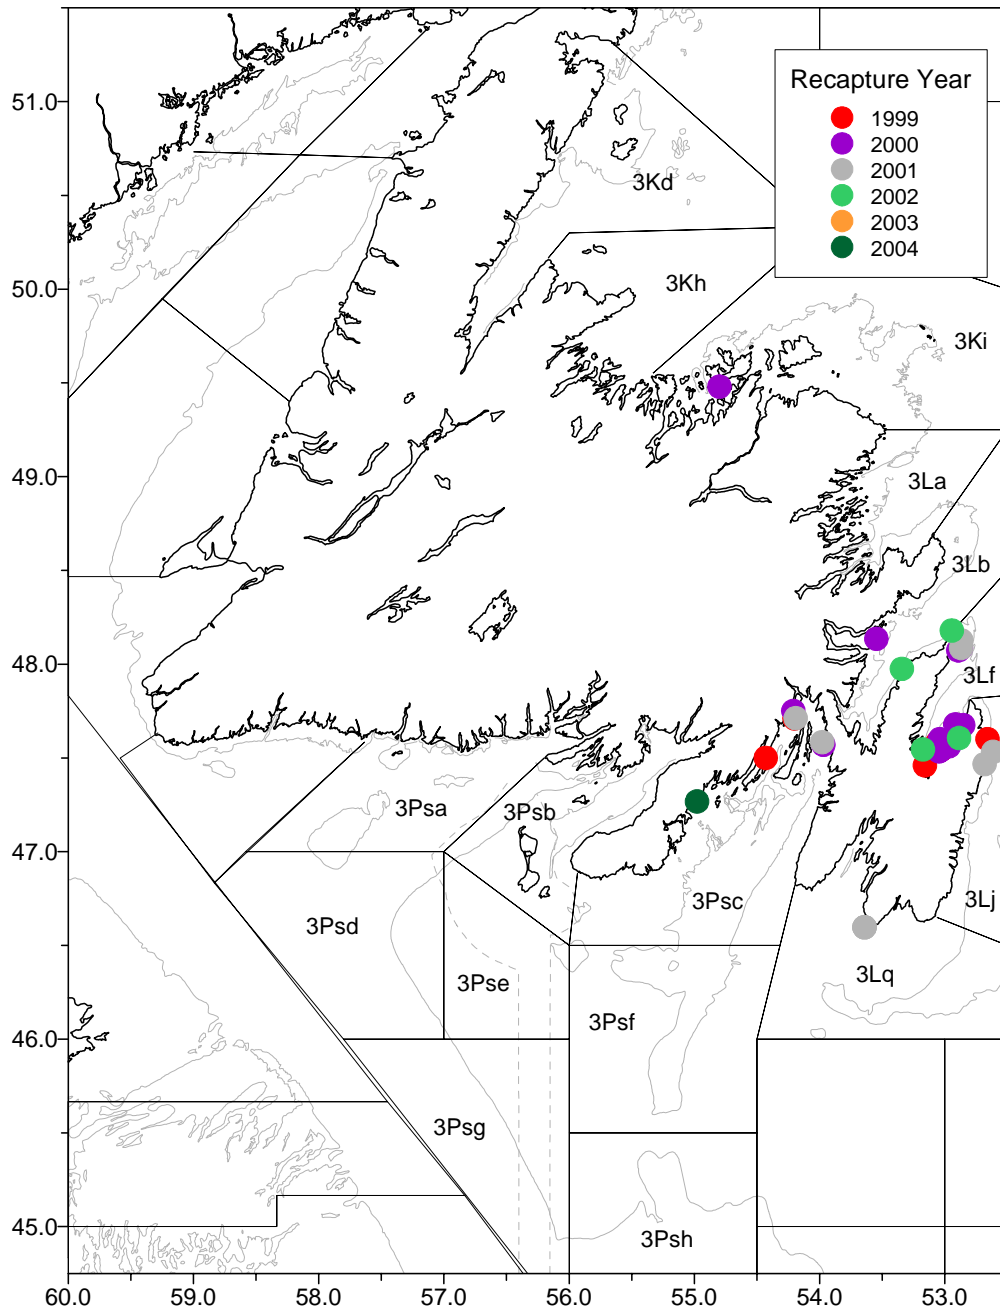 Recapture Year
1999
2000
2001
2002
2003
2004
51.0
50.0
49.0
48.0
47.0
46.0
45.0
3Kd
3Kh
3Ki
3La
3Lb
3Lf
3Psa
3Psb
3Psc
3Lj
3Psd
3Pse
3Lq
3Psf
3Psg
3Psh
60.0 59.0 58.0 57.0 56.0 55.0 54.0 53.0